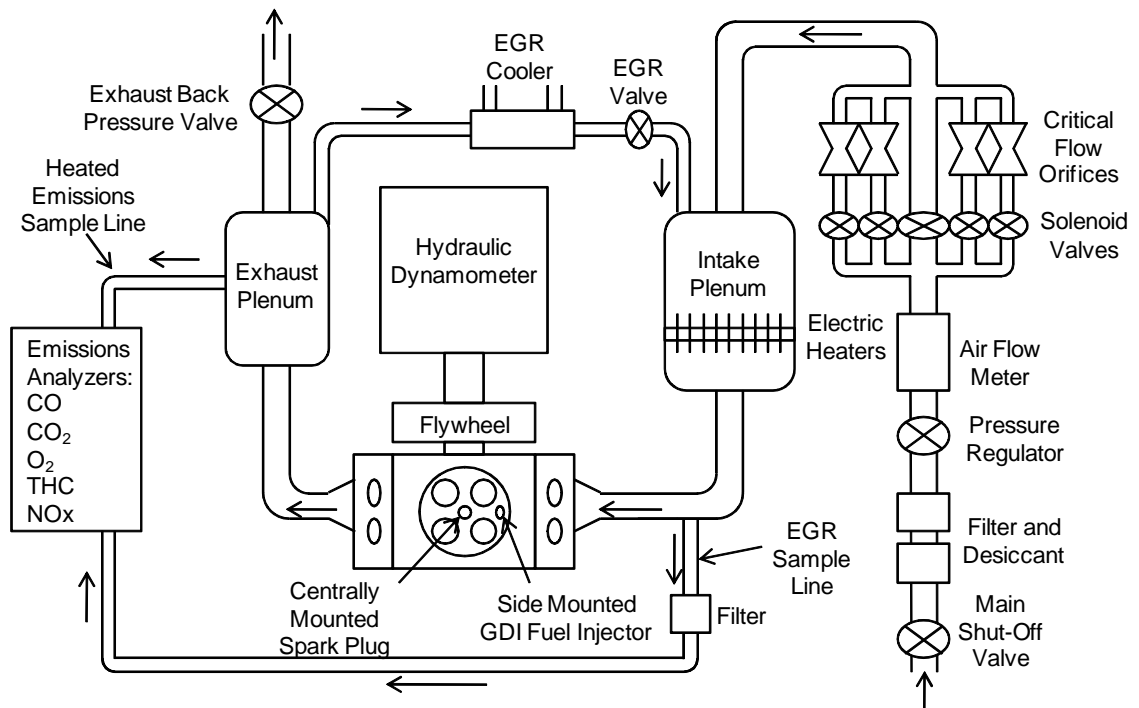 EGR
Cooler
EGR
Valve
Exhaust Back
Pressure Valve
Critical
Flow
Orifices
Heated
Emissions
Sample Line
Solenoid
Valves
Hydraulic
Dynamometer
Exhaust
Plenum
Intake
Plenum
Electric
Heaters
Emissions
Analyzers:
CO
CO₂
O₂
THC
NOx
Air Flow
Meter
Flywheel
Pressure
Regulator
Filter and
Desiccant
EGR
Sample
Line
Centrally
Mounted
Spark Plug
Side Mounted
GDI Fuel Injector
Filter
Main
Shut-Off
Valve